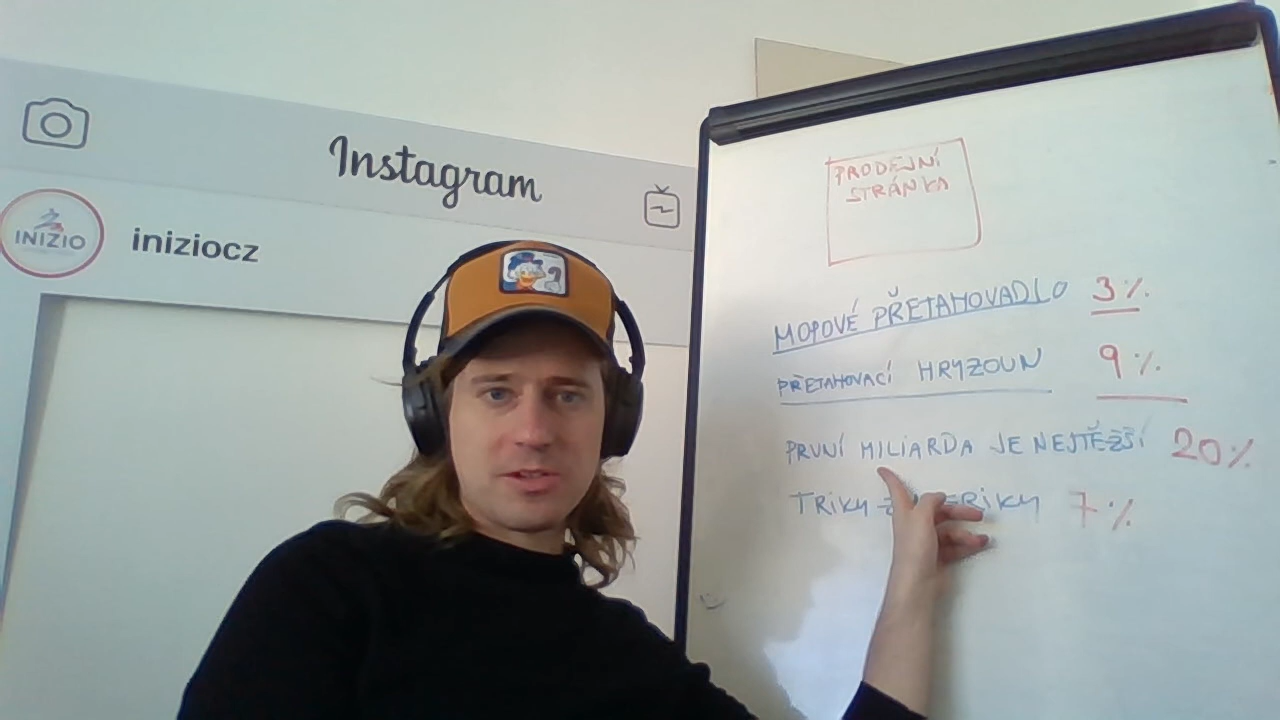 Instagram
INIZIO
iniziocz
PRODEJNÍ
STRÁNKA
MOPOVÉ PŘETAHOVADLO 3%
PŘETAHOVACÍ HRYZOUN 9%
PRVNÍ MILIARDA JE NEJTĚŽŠÍ 20%
TRIKY 7%